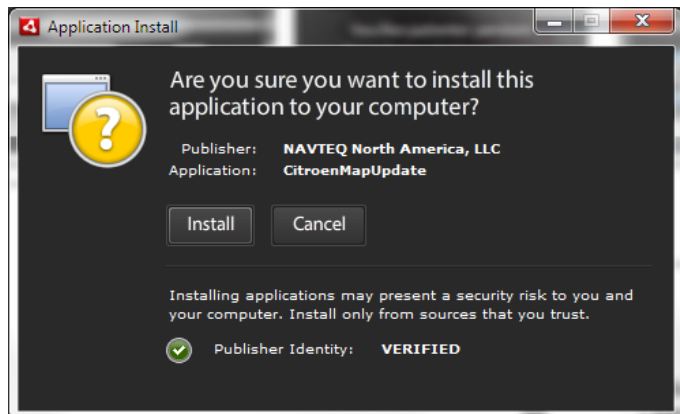 Application Install
Are you sure you want to install this
application to your computer?
Publisher: NAVTEQ North America, LLC
Application: CitroenMapUpdate
Install Cancel
Installing applications may present a security risk to you and
your computer. Install only from sources that you trust.
Publisher Identity: VERIFIED